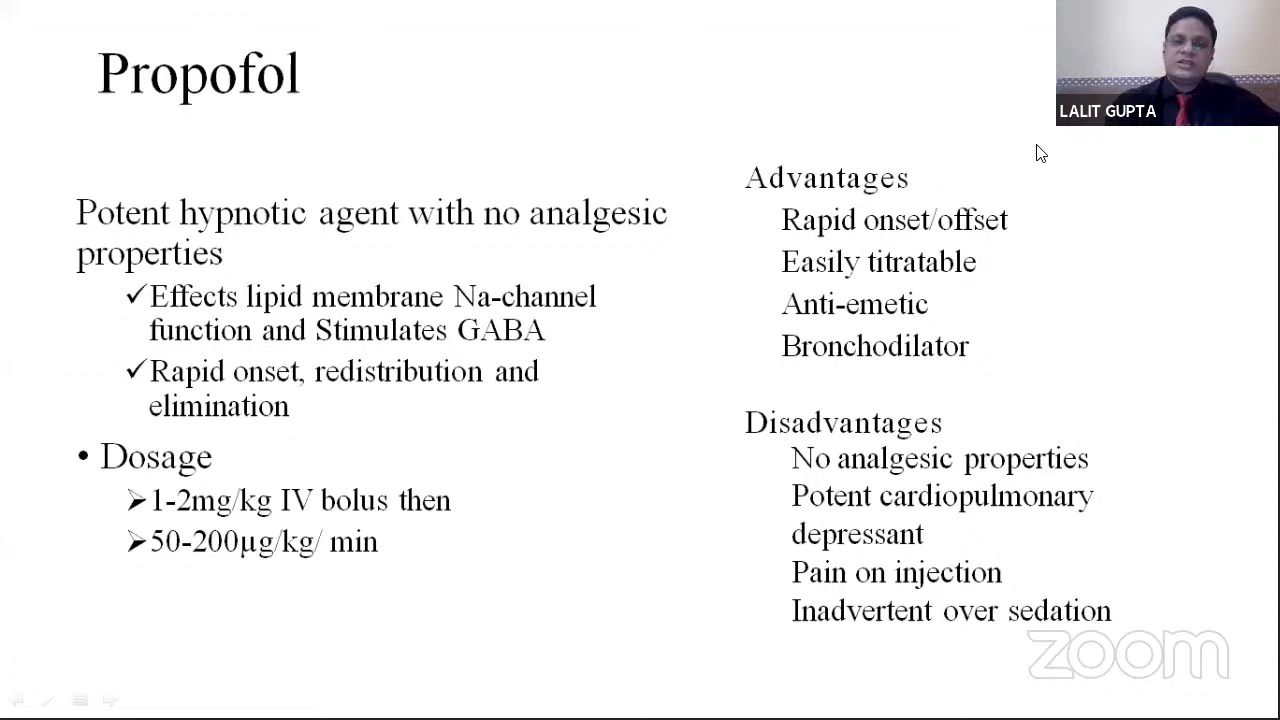 Propofol
LALIT GUPTA
Potent hypnotic agent with no analgesic
properties
✓Effects lipid membrane Na-channel
function and Stimulates GABA
✓Rapid onset, redistribution and
elimination
• Dosage
➢1-2mg/kg IV bolus then
➢50-200µg/kg/ min
Advantages
Rapid onset/offset
Easily titratable
Anti-emetic
Bronchodilator
Disadvantages
No analgesic properties
Potent cardiopulmonary
depressant
Pain on injection
Inadvertent over sedation
zoom